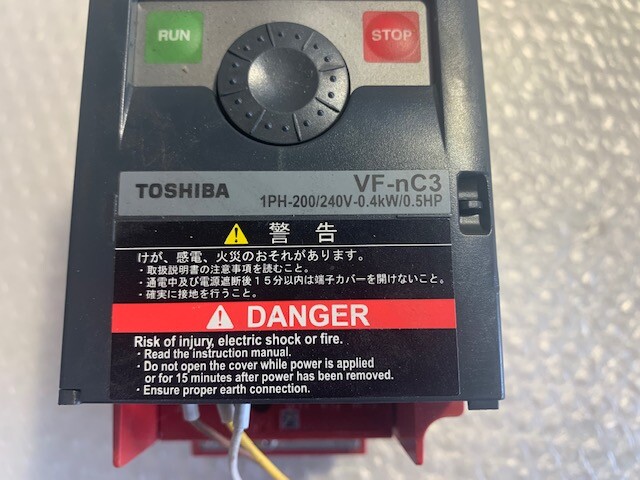 RUN
STOP
TOSHIBA
VF-nC3
1PH-200/240V-0.4kW/0.5HP
警告
けが、感電、火災のおそれがあります。
・取扱説明書の注意事項を読むこと。
・通電中及び電源遮断後１５分以内は端子カバーを開けないこと。
・確実に接地を行うこと。
DANGER
Risk of injury, electric shock or fire.
・Read the instruction manual.
・Do not open the cover while power is applied
or for 15 minutes after power has been removed.
・Ensure proper earth connection.